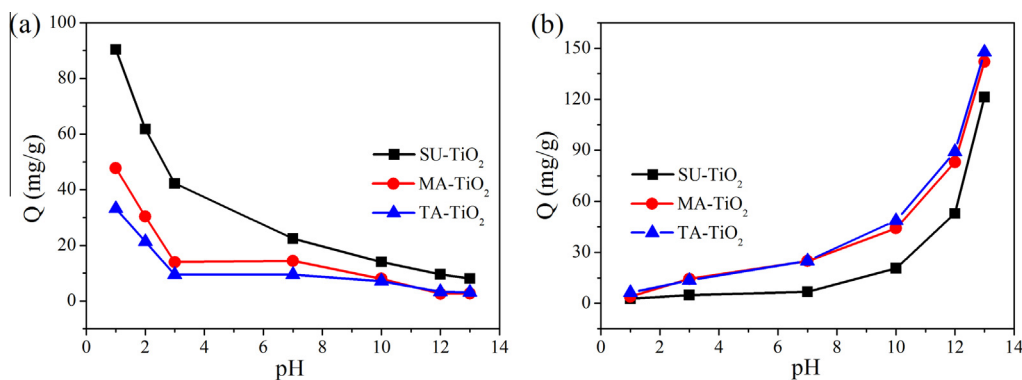 (a)
100
80
60
40
20
0
Q (mg/g)
SU-TiO₂
MA-TiO₂
TA-TiO₂
0 2 4 6 8 10 12 14
pH
(b)
150
120
90
60
30
0
Q (mg/g)
SU-TiO₂
MA-TiO₂
TA-TiO₂
0 2 4 6 8 10 12 14
pH